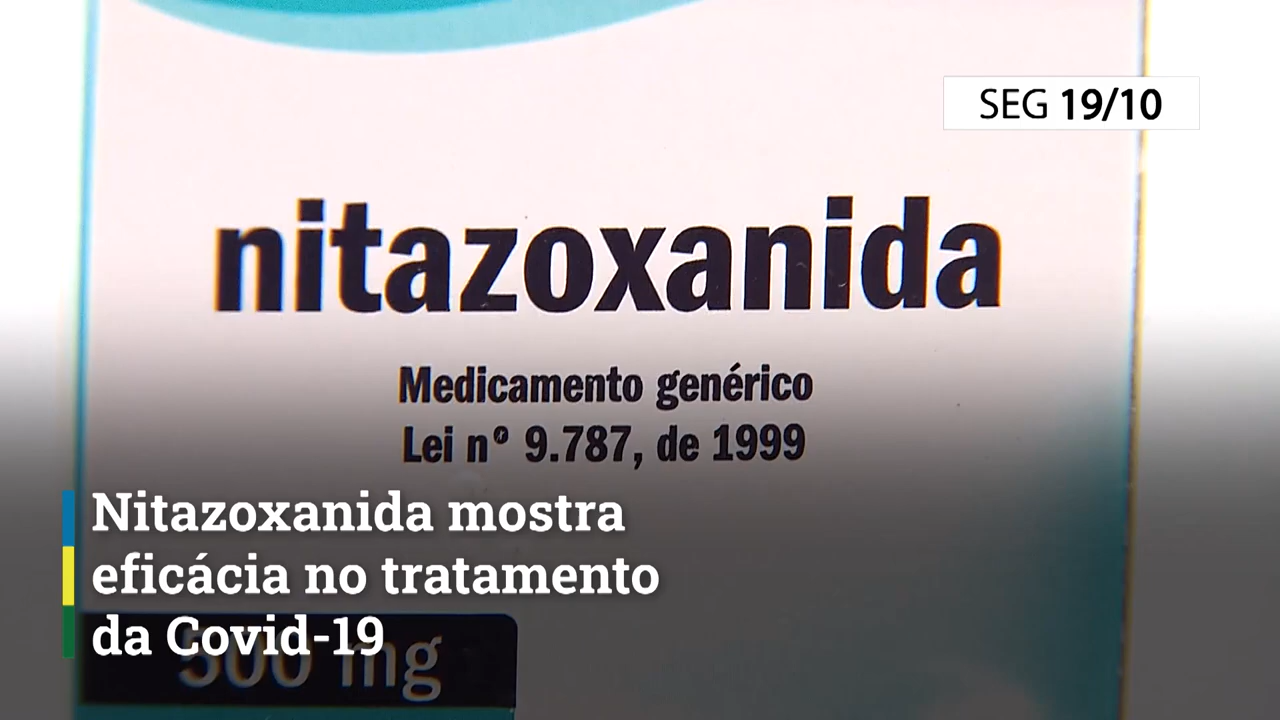 SEG 19/10
nitazoxanida
Medicamento genérico
Lei nº 9.787, de 1999
Nitazoxanida mostra
eficácia no tratamento
da Covid-19
500 mg